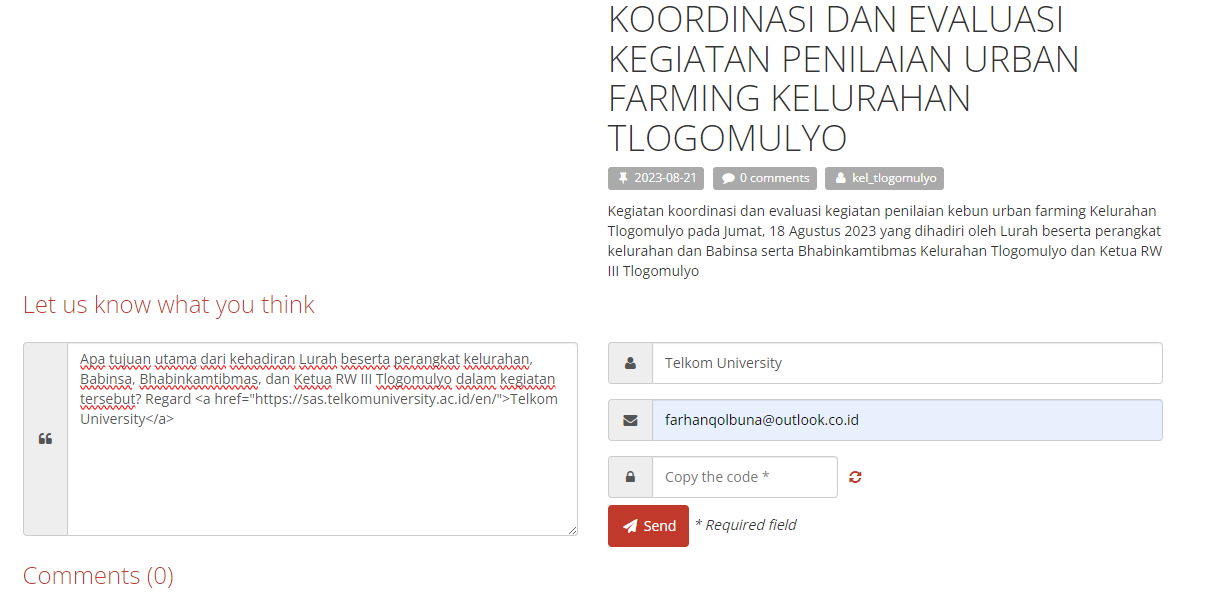 KOORDINASI DAN EVALUASI
KEGIATAN PENILAIAN URBAN
FARMING KELURAHAN
TLOGOMULYO
2023-08-21 0 comments kel_tlogomulyo
Kegiatan koordinasi dan evaluasi kegiatan penilaian kebun urban farming Kelurahan
Tlogomulyo pada Jumat, 18 Agustus 2023 yang dihadiri oleh Lurah beserta perangkat
kelurahan dan Babinsa serta Bhabinkamtibmas Kelurahan Tlogomulyo dan Ketua RW
III Tlogomulyo
Let us know what you think
Apa tujuan utama dari kehadiran Lurah beserta perangkat kelurahan,
Babinsa, Bhabinkamtibmas, dan Ketua RW III Tlogomulyo dalam kegiatan
tersebut? Regard <a href="https://sas.telkomuniversity.ac.id/en/">Telkom
University</a>
Telkom University
farhanqolbuna@outlook.co.id
Copy the code *
Send * Required field
Comments (0)